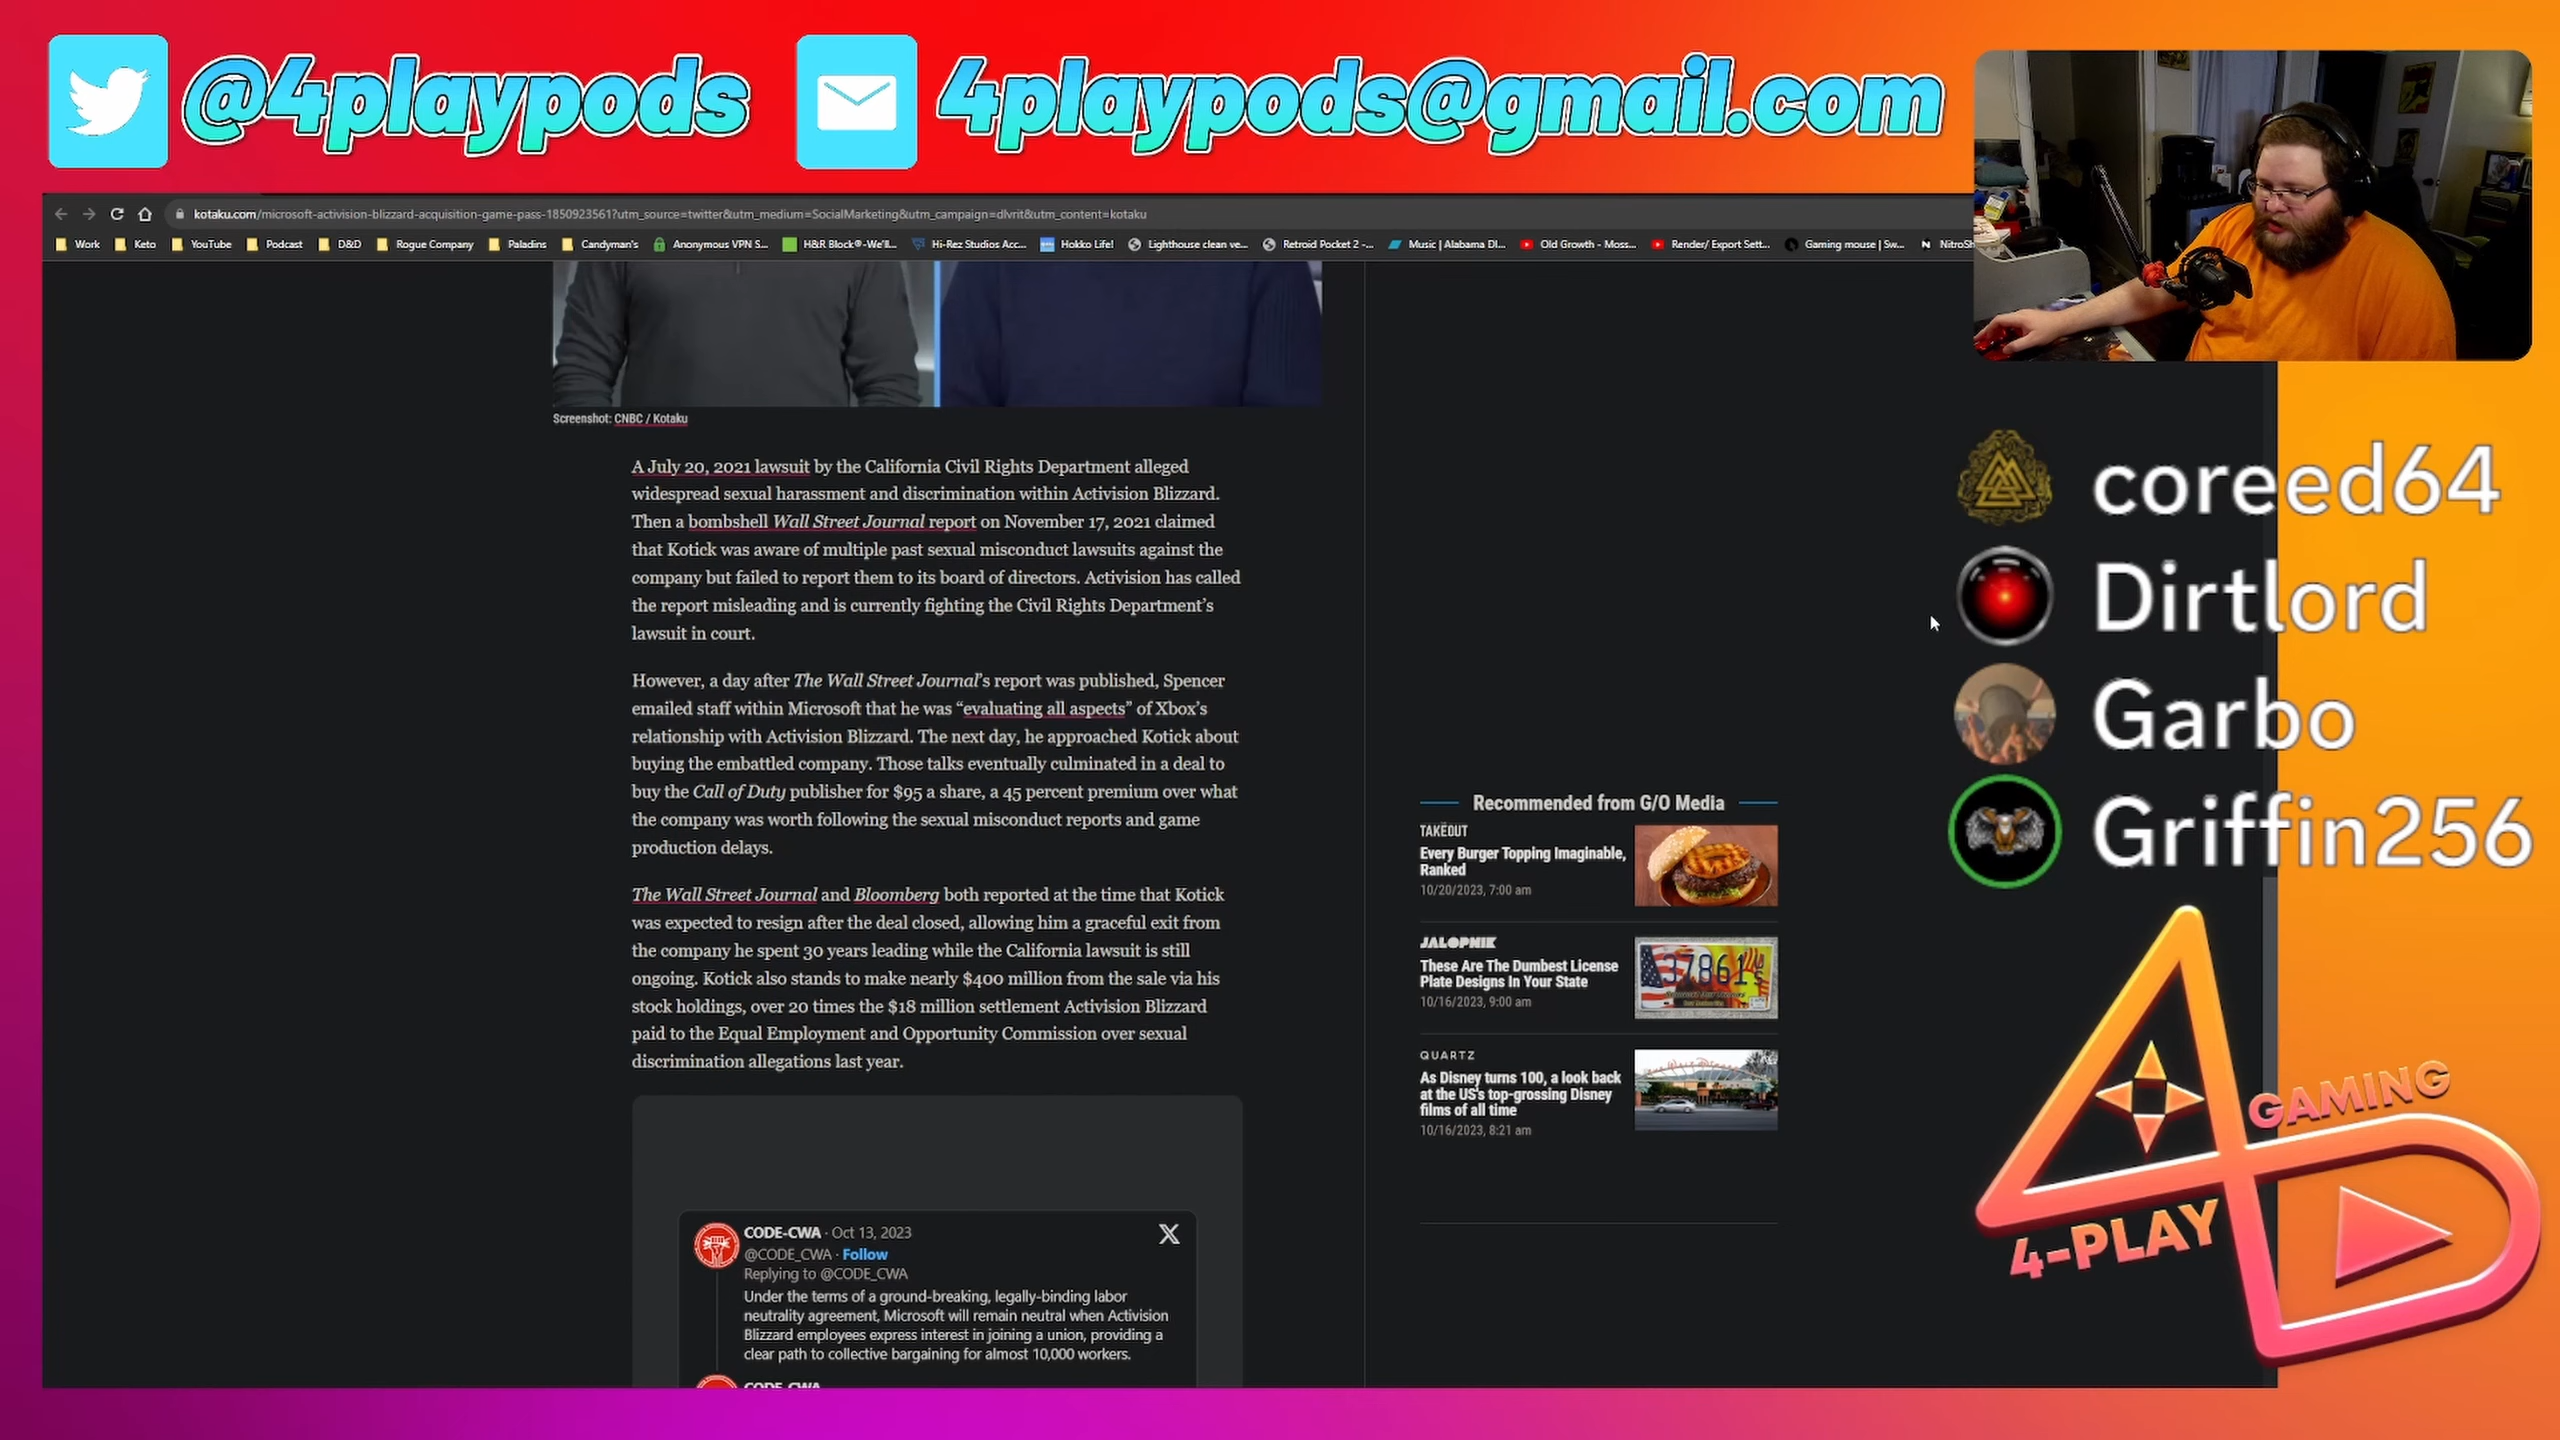 @4playpods
4playpods@gmail.com
kotaku.com/microsoft-activision-blizzard-acquisition-game-pass-1850923561?utm_source=twitter&utm_medium=SocialMarketing&utm_campaign=dlvrit&utm_content=kotaku
Work Keto YouTube Podcast D&D Rogue Company Paladins Candyman's Anonymous VPN S... H&R Block®-We'll... Hi-Rez Studios Acc... Hokko Life! Lighthouse clean ve... Retroid Pocket 2 -... Music | Alabama Di... Old Growth - Moss... Render/ Export Sett... Gaming mouse | Sw... NitroSh
Screenshot: CNBC / Kotaku
A July 20, 2021 lawsuit by the California Civil Rights Department alleged
widespread sexual harassment and discrimination within Activision Blizzard.
Then a bombshell Wall Street Journal report on November 17, 2021 claimed
that Kotick was aware of multiple past sexual misconduct lawsuits against the
company but failed to report them to its board of directors. Activision has called
the report misleading and is currently fighting the Civil Rights Department's
lawsuit in court.
However, a day after The Wall Street Journal's report was published, Spencer
emailed staff within Microsoft that he was “evaluating all aspects” of Xbox's
relationship with Activision Blizzard. The next day, he approached Kotick about
buying the embattled company. Those talks eventually culminated in a deal to
buy the Call of Duty publisher for $95 a share, a 45 percent premium over what
the company was worth following the sexual misconduct reports and game
production delays.
The Wall Street Journal and Bloomberg both reported at the time that Kotick
was expected to resign after the deal closed, allowing him a graceful exit from
the company he spent 30 years leading while the California lawsuit is still
ongoing. Kotick also stands to make nearly $400 million from the sale via his
stock holdings, over 20 times the $18 million settlement Activision Blizzard
paid to the Equal Employment and Opportunity Commission over sexual
discrimination allegations last year.
CODE-CWA · Oct 13, 2023
@CODE_CWA · Follow
Replying to @CODE_CWA
Under the terms of a ground-breaking, legally-binding labor
neutrality agreement, Microsoft will remain neutral when Activision
Blizzard employees express interest in joining a union, providing a
clear path to collective bargaining for almost 10,000 workers.
CODE-CWA
Recommended from G/O Media
TAKEOUT
Every Burger Topping Imaginable,
Ranked
10/20/2023, 7:00 am
JALOPNIK
These Are The Dumbest License
Plate Designs In Your State
10/16/2023, 9:00 am
37861
QUARTZ
As Disney turns 100, a look back
at the US's top-grossing Disney
films of all time
10/16/2023, 8:21 am
coreed64
Dirtlord
Garbo
Griffin256
GAMING
4-PLAY